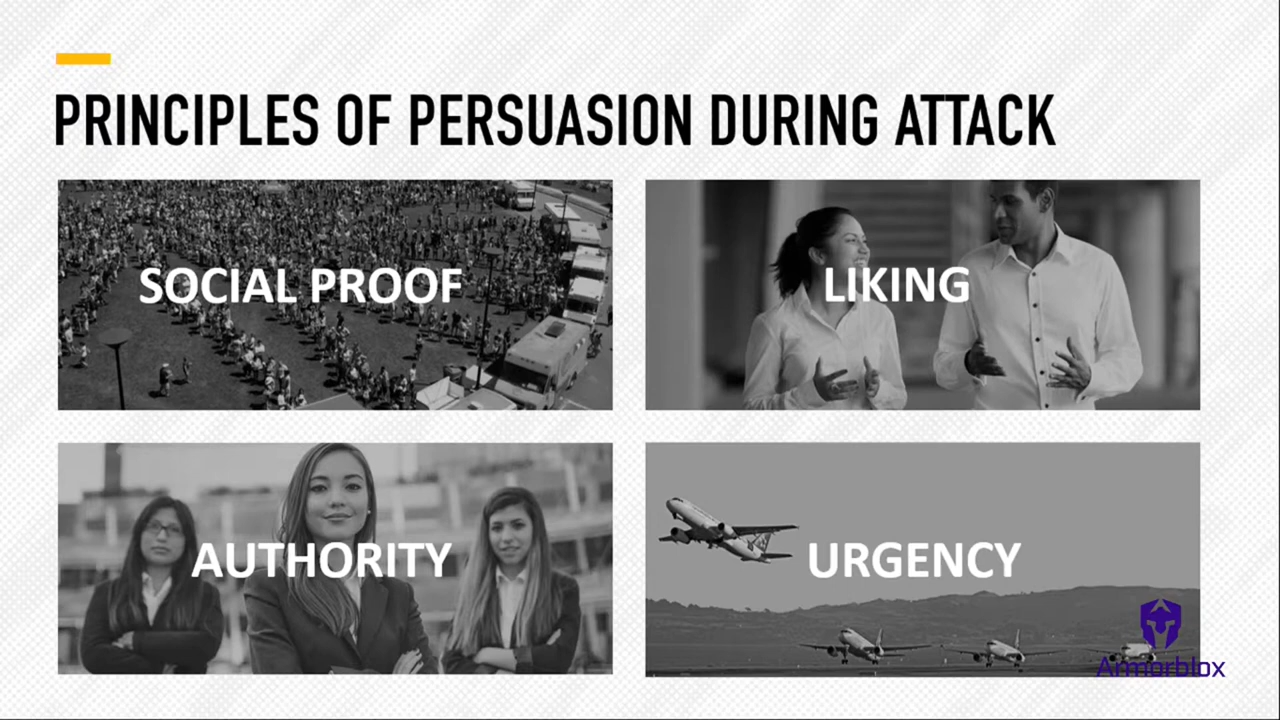 PRINCIPLES OF PERSUASION DURING ATTACK
SOCIAL PROOF
LIKING
AUTHORITY
URGENCY
Armorblox